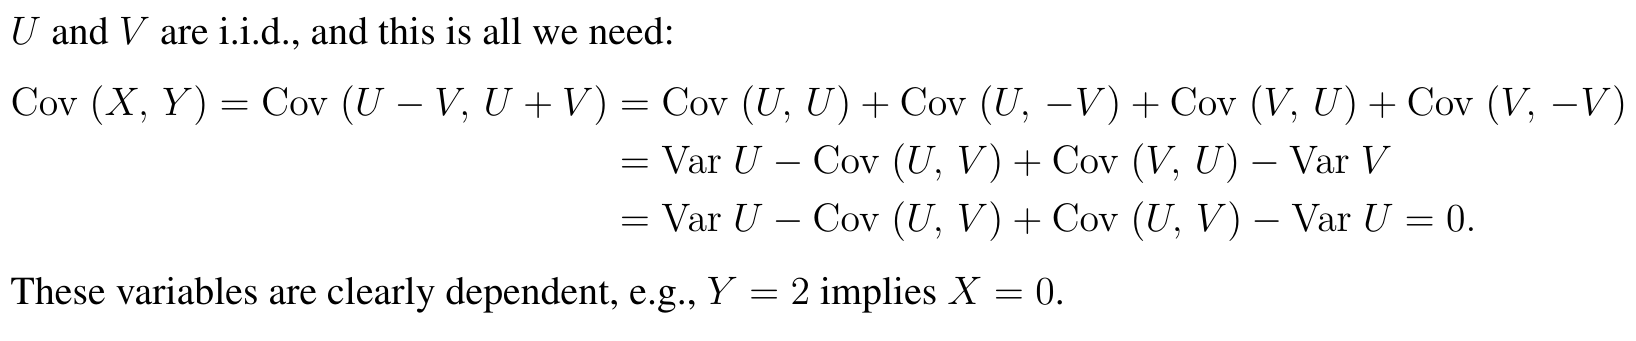 U and V are i.i.d., and this is all we need:
Cov (X, Y) = Cov (U − V, U + V) = Cov (U, U) + Cov (U, −V) + Cov (V, U) + Cov (V, −V)
= Var U − Cov (U, V) + Cov (V, U) − Var V
= Var U − Cov (U, V) + Cov (U, V) − Var U = 0.
These variables are clearly dependent, e.g., Y = 2 implies X = 0.